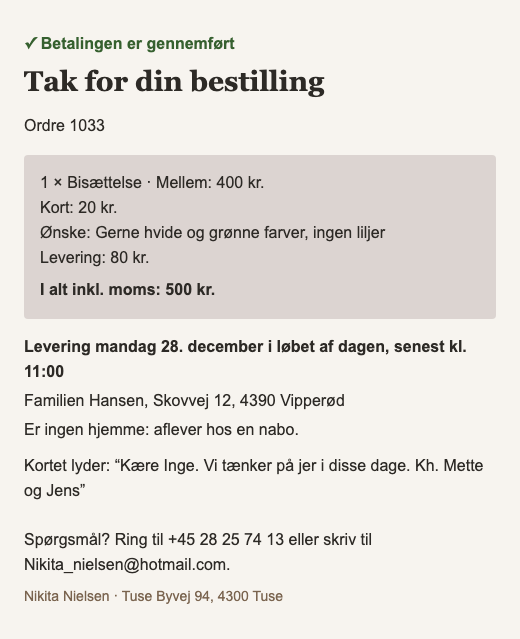 ✓ Betalingen er gennemført
Tak for din bestilling
Ordre 1033
1 × Bisættelse · Mellem: 400 kr.
Kort: 20 kr.
Ønske: Gerne hvide og grønne farver, ingen liljer
Levering: 80 kr.
I alt inkl. moms: 500 kr.
Levering mandag 28. december i løbet af dagen, senest kl.
11:00
Familien Hansen, Skovvej 12, 4390 Vipperød
Er ingen hjemme: aflever hos en nabo.
Kortet lyder: “Kære Inge. Vi tænker på jer i disse dage. Kh. Mette
og Jens”
Spørgsmål? Ring til +45 28 25 74 13 eller skriv til
Nikita_nielsen@hotmail.com.
Nikita Nielsen · Tuse Byvej 94, 4300 Tuse